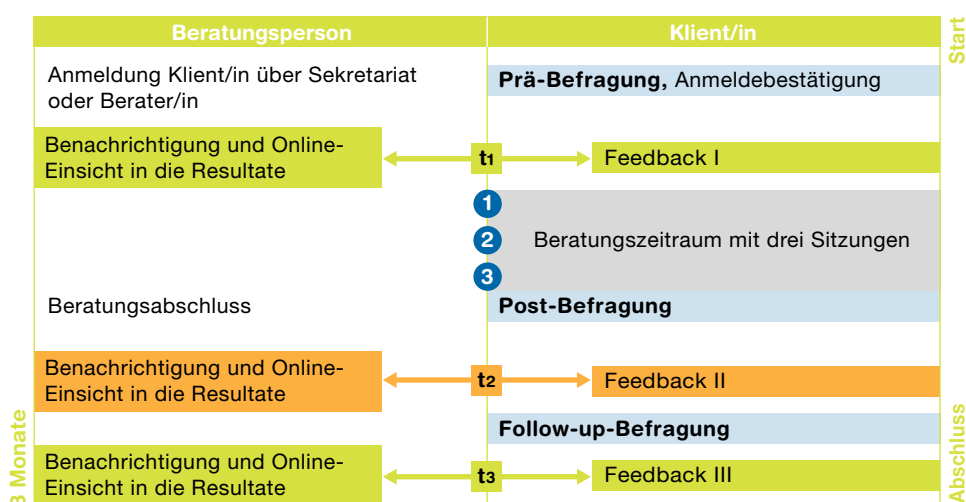 Beratungsperson
Klient/in
Start
Anmeldung Klient/in über Sekretariat
oder Berater/in
Prä-Befragung, Anmeldebestätigung
Benachrichtigung und Online-
Einsicht in die Resultate
t1
Feedback I
1
2
3
Beratungszeitraum mit drei Sitzungen
Beratungsabschluss
Post-Befragung
Benachrichtigung und Online-
Einsicht in die Resultate
t2
Feedback II
Follow-up-Befragung
3 Monate
Benachrichtigung und Online-
Einsicht in die Resultate
t3
Feedback III
Abschluss